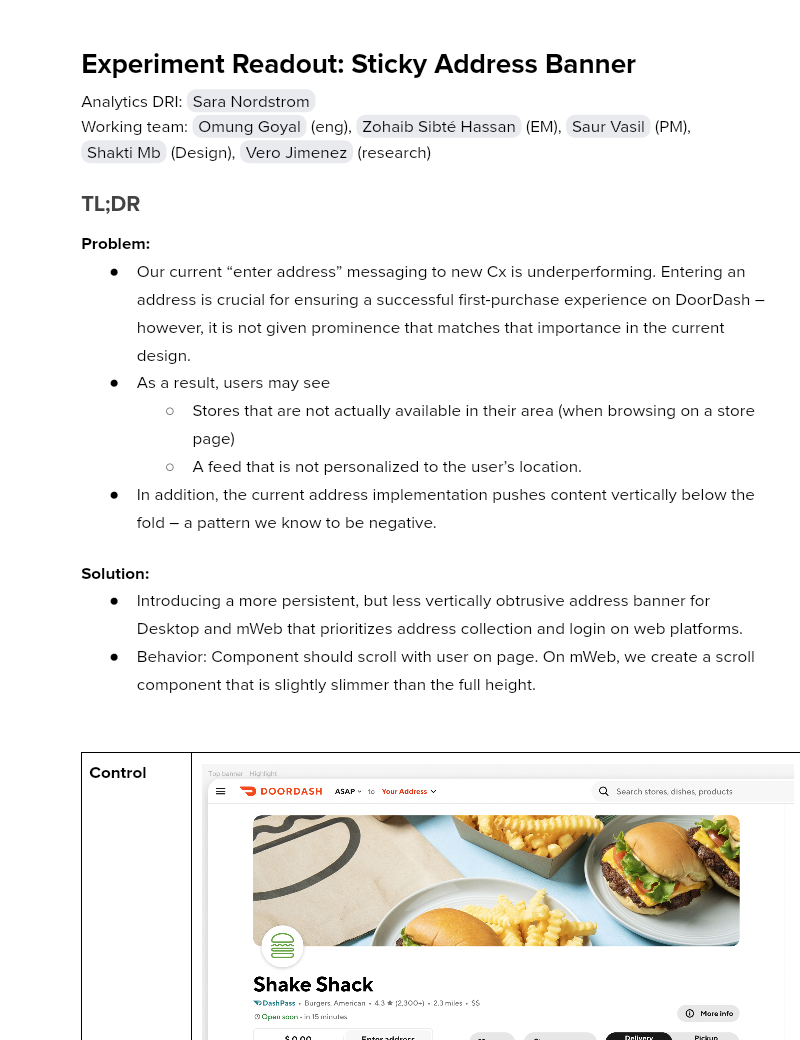 Experiment Readout: Sticky Address Banner
Analytics DRI: Sara Nordstrom
Working team: Omung Goyal (eng), Zohaib Sibté Hassan (EM), Saur Vasil (PM),
Shakti Mb (Design), Vero Jimenez (research)
TL;DR
Problem:
● Our current “enter address” messaging to new Cx is underperforming. Entering an
address is crucial for ensuring a successful first-purchase experience on DoorDash –
however, it is not given prominence that matches that importance in the current
design.
● As a result, users may see
○ Stores that are not actually available in their area (when browsing on a store
page)
○ A feed that is not personalized to the user’s location.
● In addition, the current address implementation pushes content vertically below the
fold – a pattern we know to be negative.
Solution:
● Introducing a more persistent, but less vertically obtrusive address banner for
Desktop and mWeb that prioritizes address collection and login on web platforms.
● Behavior: Component should scroll with user on page. On mWeb, we create a scroll
component that is slightly slimmer than the full height.
Control
Top banner Highlight
DOORDASH ASAP to Your Address Search stores, dishes, products
Shake Shack
DashPass • Burgers, American • 4.3 ★ (2,300+) • 2.3 miles • $$
Open soon • in 15 minutes
More info
$0.00 Enter address Delivery Pickup